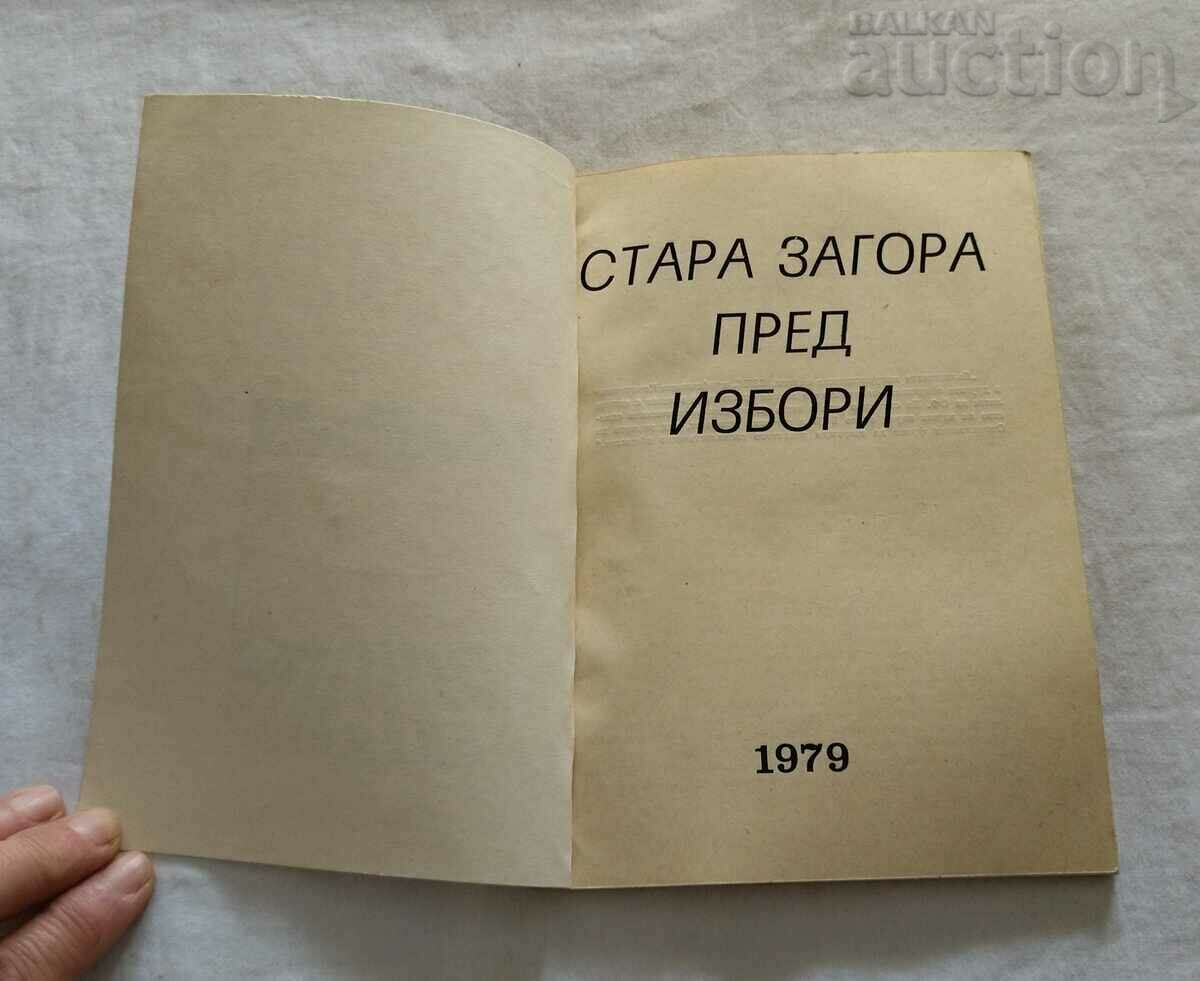 BALKAN
auction
СТАРА ЗАГОРА
ПРЕД
ИЗБОРИ
1979